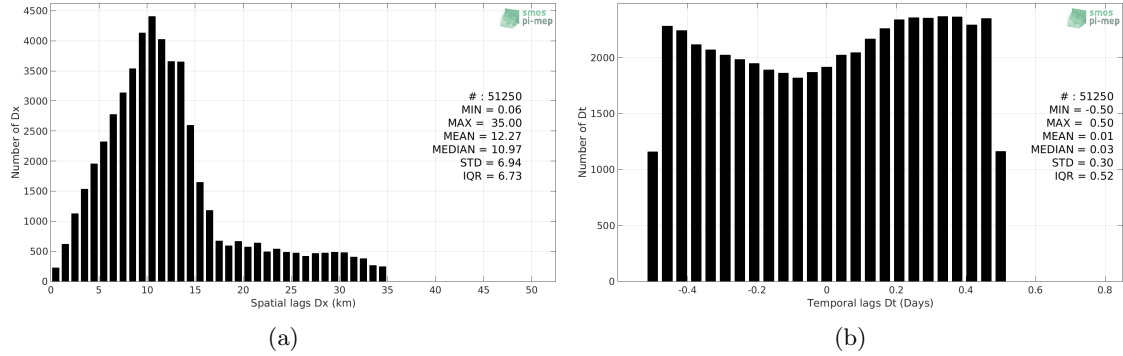 4500
4000
3500
3000
2500
2000
1500
1000
500
0
Number of Dx
smos
pi-mep
# : 51250
MIN = 0.06
MAX = 35.00
MEAN = 12.27
MEDIAN = 10.97
STD = 6.94
IQR = 6.73
0 5 10 15 20 25 30 35 40 45 50
Spatial lags Dx (km)
(a)
2000
1500
1000
500
0
Number of Dt
smos
pi-mep
# : 51250
MIN = -0.50
MAX = 0.50
MEAN = 0.01
MEDIAN = 0.03
STD = 0.30
IQR = 0.52
-0.4 -0.2 0 0.2 0.4 0.6 0.8
Temporal lags Dt (Days)
(b)